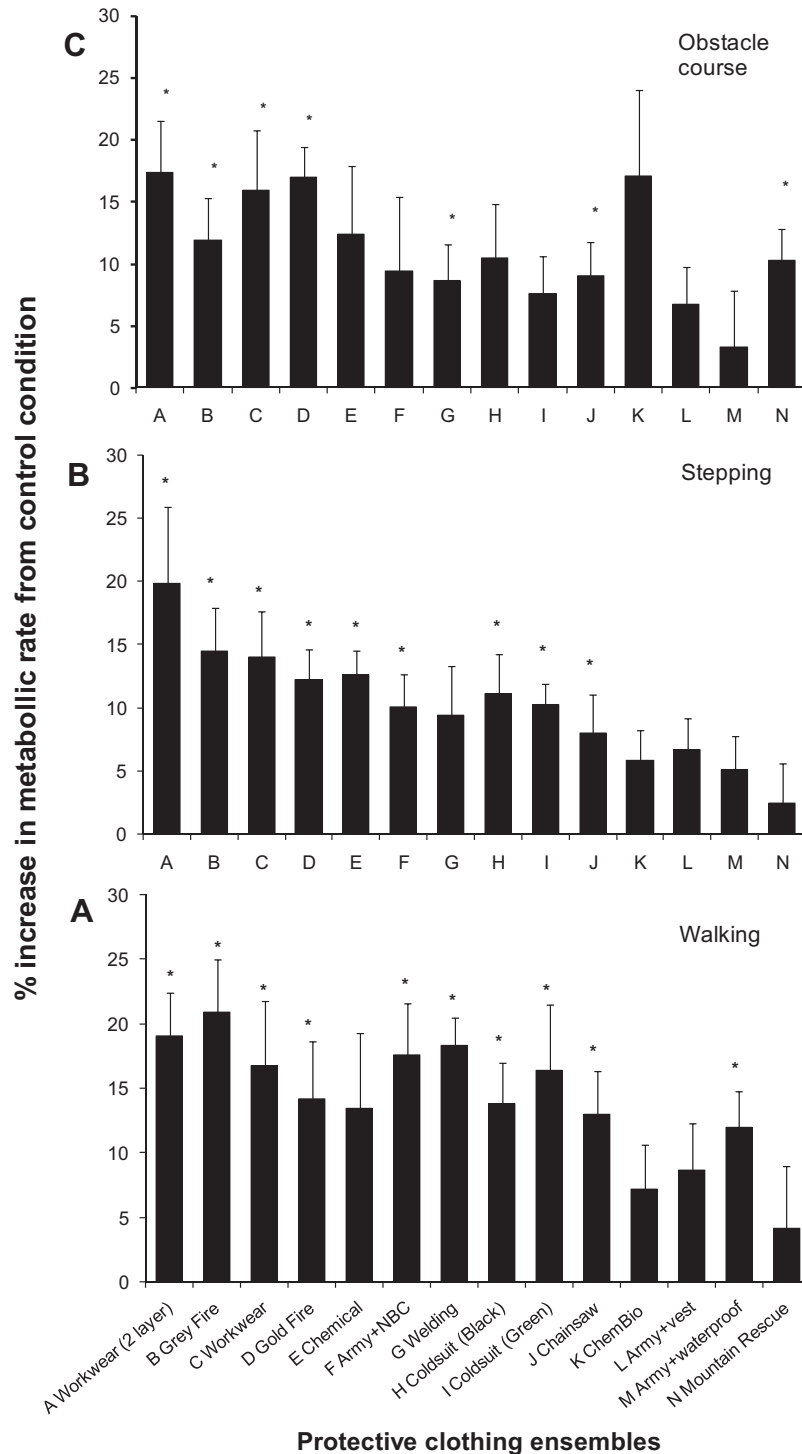 % increase in metabollic rate from control condition
C
Obstacle
course
30
25
20
15
10
5
0
* * * * * * *
A B C D E F G H I J K L M N
B
Stepping
30
25
20
15
10
5
0
* * * * * * * * *
A B C D E F G H I J K L M N
A
Walking
30
25
20
15
10
5
0
* * * * * * * * * *
A Workwear (2 layer)
B Grey Fire
C Workwear
D Gold Fire
E Chemical
F Army+NBC
G Welding
H Coldsuit (Black)
I Coldsuit (Green)
J Chainsaw
K ChemBio
L Army+vest
M Army+waterproof
N Mountain Rescue
Protective clothing ensembles